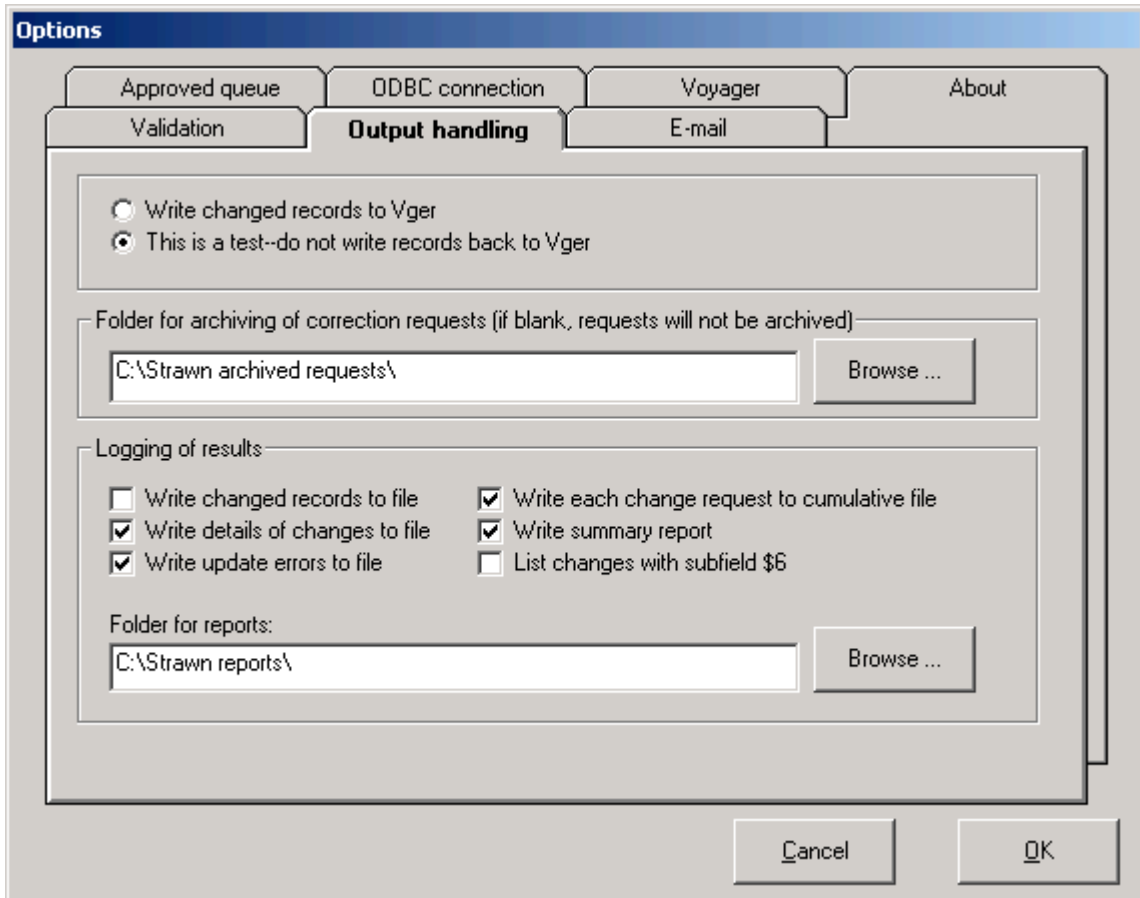 Options
Approved queue
ODBC connection
Voyager
About
Validation
Output handling
E-mail
Write changed records to Vger
This is a test--do not write records back to Vger
Folder for archiving of correction requests (if blank, requests will not be archived)
C:\Strawn archived requests\
Browse ...
Logging of results
Write changed records to file
Write each change request to cumulative file
Write details of changes to file
Write summary report
Write update errors to file
List changes with subfield $6
Folder for reports:
C:\Strawn reports\
Browse ...
Cancel
OK